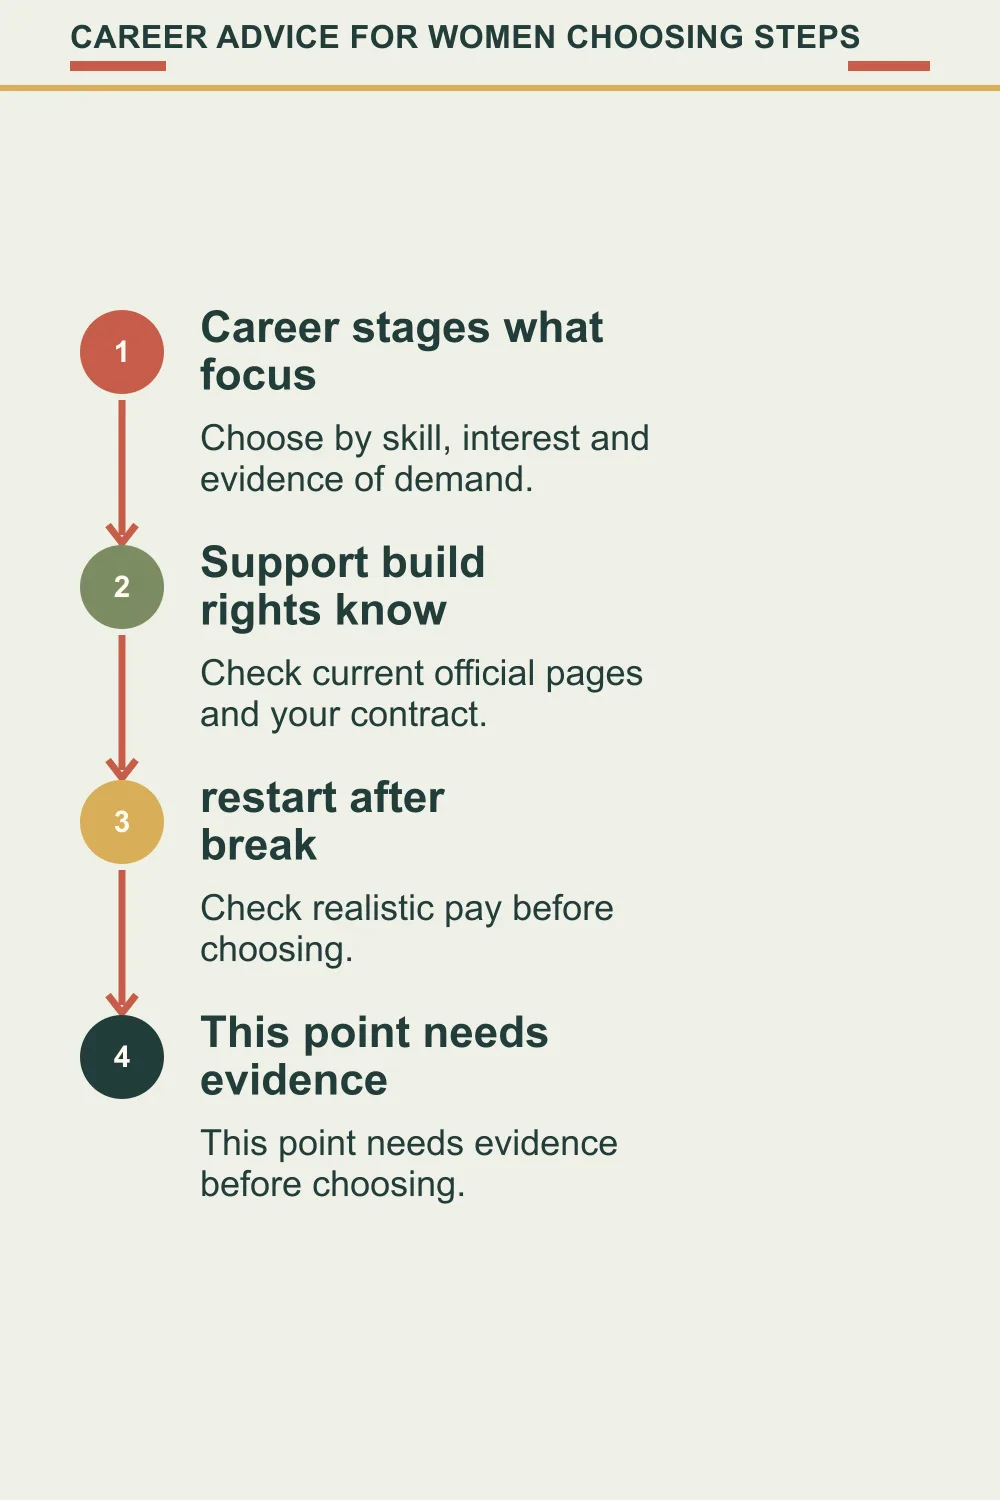 CAREER ADVICE FOR WOMEN CHOOSING STEPS
1
Career stages what
focus
Choose by skill, interest and
evidence of demand.
2
Support build
rights know
Check current official pages
and your contract.
3
restart after
break
Check realistic pay before
choosing.
4
This point needs
evidence
This point needs evidence
before choosing.